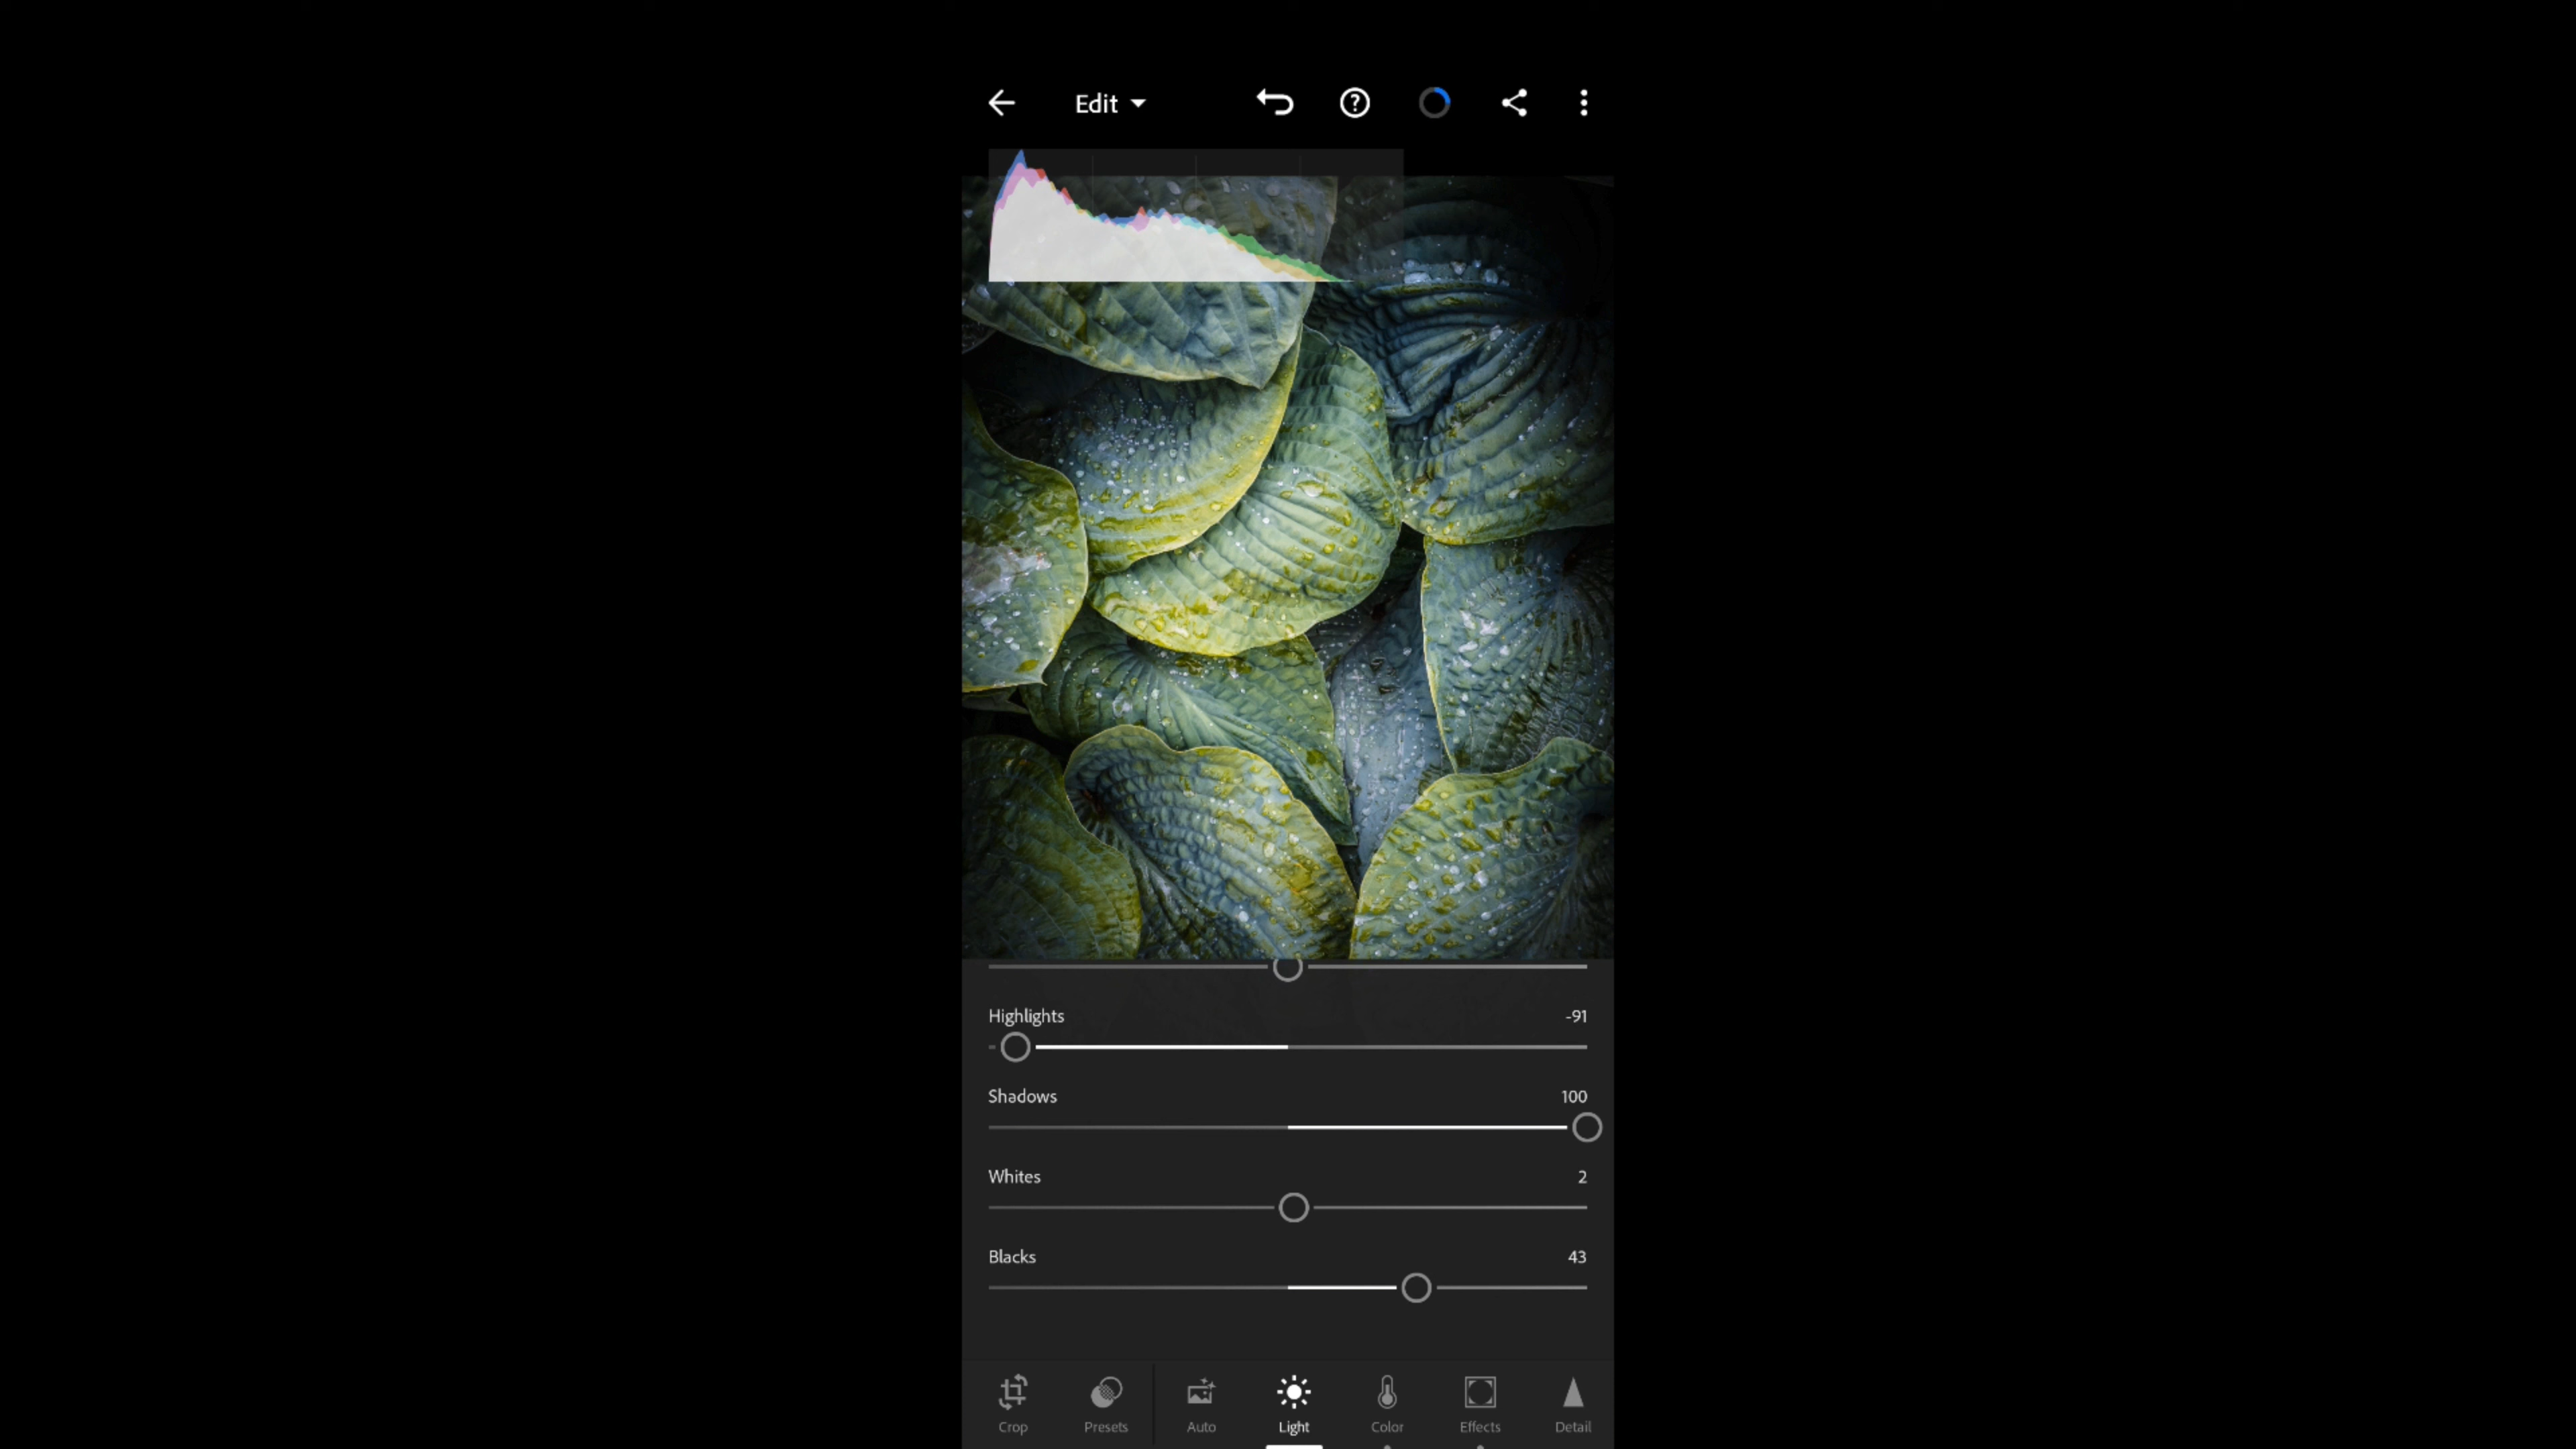 Edit
Highlights -91
Shadows 100
Whites 2
Blacks 43
Crop Presets Auto Light Color Effects Detail